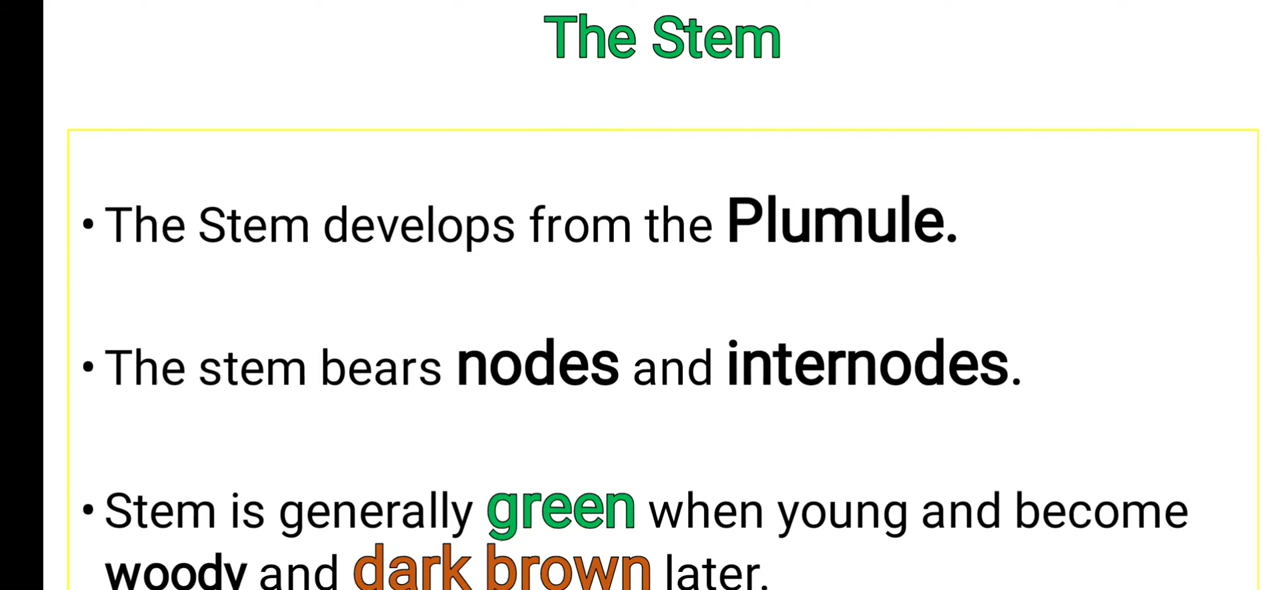 The Stem
• The Stem develops from the Plumule.
• The stem bears nodes and internodes.
• Stem is generally green when young and become
woody and dark brown later.